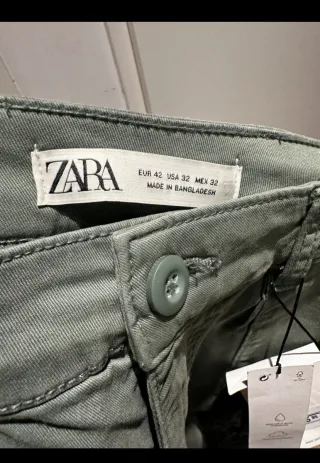 ZARA
EUR 42 USA 32 MEX 32
MADE IN BANGLADESH